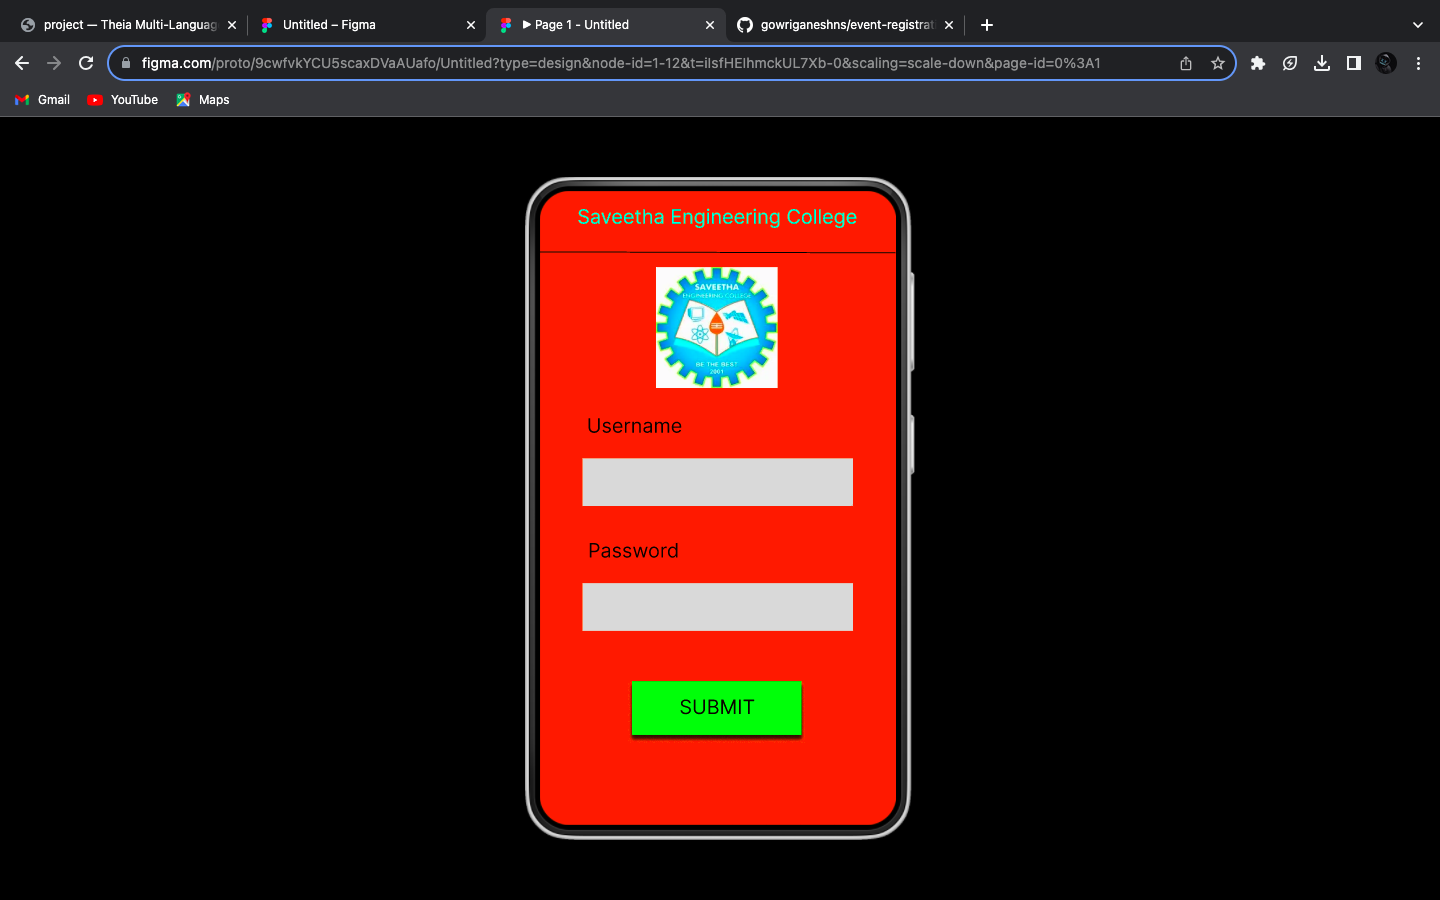 project — Theia Multi-Langua
Untitled – Figma
Page 1 - Untitled
gowriganeshns/event-registrat
figma.com/proto/9cwfvkYCU5scaxDVaAUafo/Untitled?type=design&node-id=1-12&t=ilsfHElhmckUL7Xb-0&scaling=scale-down&page-id=0%3A1
Gmail
YouTube
Maps
Saveetha Engineering College
SAVEETHA
ENGINEERING COLLEGE
BE THE BEST
2001
Username
Password
SUBMIT